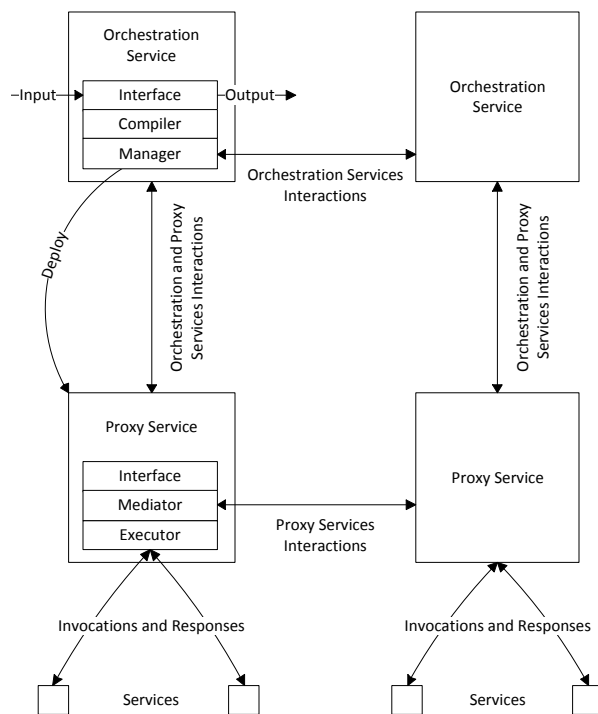 Orchestration
Service
Input
Interface
Output
Compiler
Manager
Orchestration
Service
Orchestration Services
Interactions
Deploy
Orchestration and Proxy
Services Interactions
Orchestration and Proxy
Services Interactions
Proxy Service
Interface
Mediator
Executor
Proxy Service
Proxy Services
Interactions
Invocations and Responses
Invocations and Responses
Services
Services